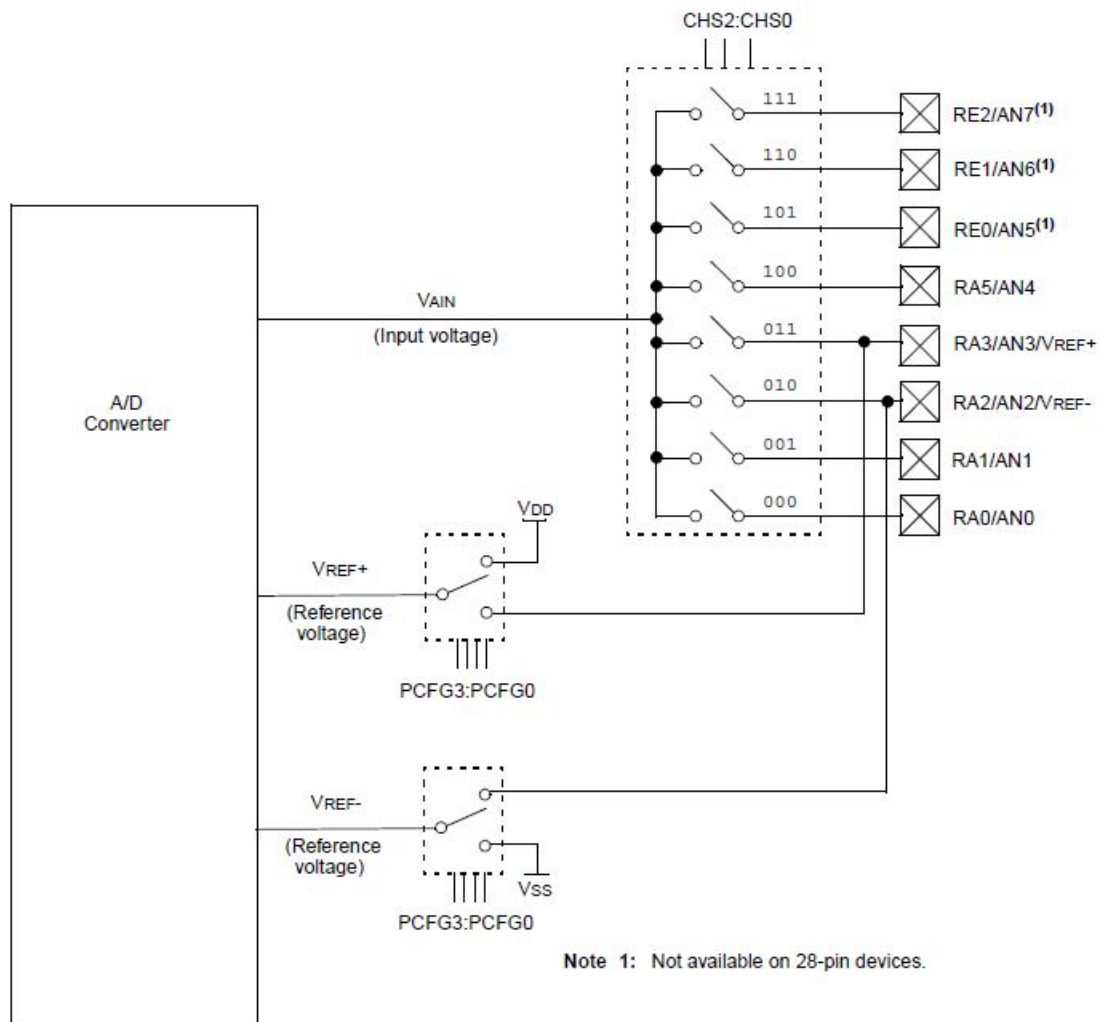 CHS2:CHS0
111
RE2/AN7(1)
110
RE1/AN6(1)
101
RE0/AN5(1)
100
RA5/AN4
VAIN
(Input voltage)
011
RA3/AN3/VREF+
010
RA2/AN2/VREF-
A/D
Converter
001
RA1/AN1
000
RA0/AN0
VDD
VREF+
(Reference
voltage)
PCFG3:PCFG0
VREF-
(Reference
voltage)
VSS
PCFG3:PCFG0
Note 1: Not available on 28-pin devices.